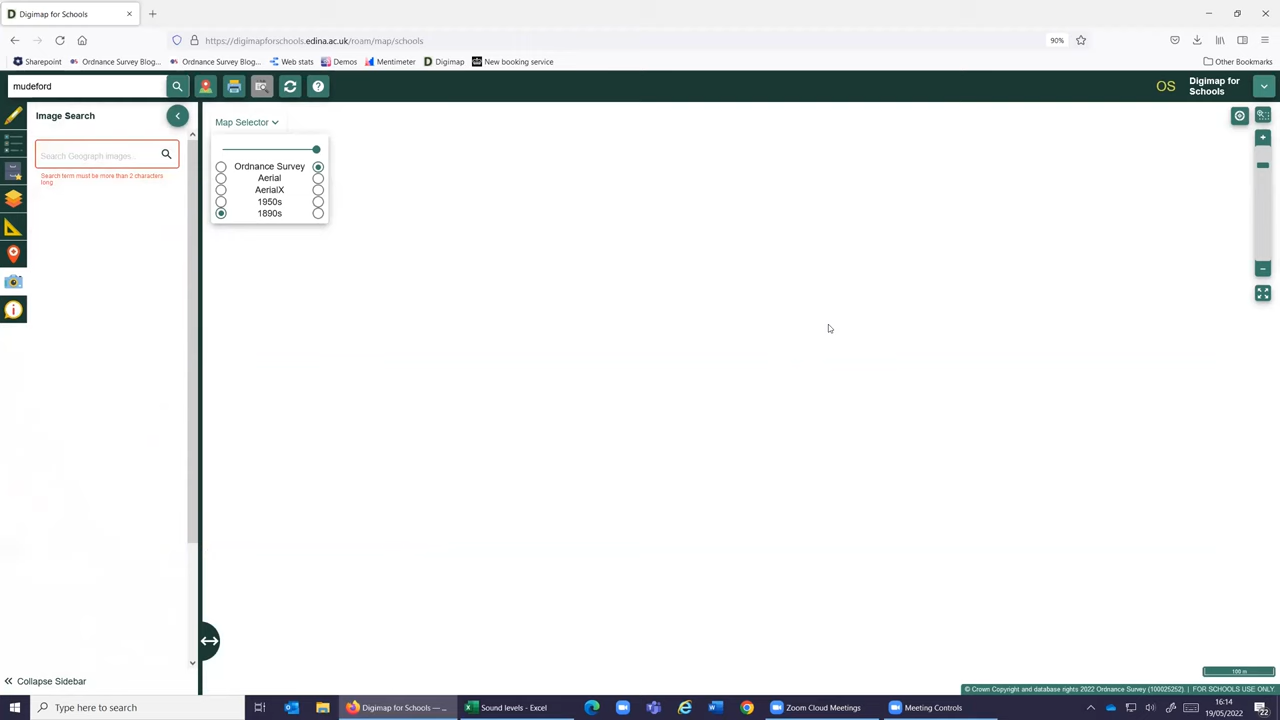 Digimap for Schools
https://digimapforschools.edina.ac.uk/roam/map/schools
90%
Sharepoint
Ordnance Survey Blog...
Ordnance Survey Blog...
Web stats
Demos
Mentimeter
Digimap
New booking service
Other Bookmarks
mudeford
OS
Digimap for
Schools
Image Search
Search Geograph images...
Search term must be more than 2 characters
long
Map Selector
Ordnance Survey
Aerial
AerialX
1950s
1890s
100 m
Collapse Sidebar
© Crown Copyright and database rights 2022 Ordnance Survey (100025252) | FOR SCHOOLS USE ONLY.
Type here to search
Digimap for Schools —...
Sound levels - Excel
Zoom Cloud Meetings
Meeting Controls
16:14
19/05/2022
22